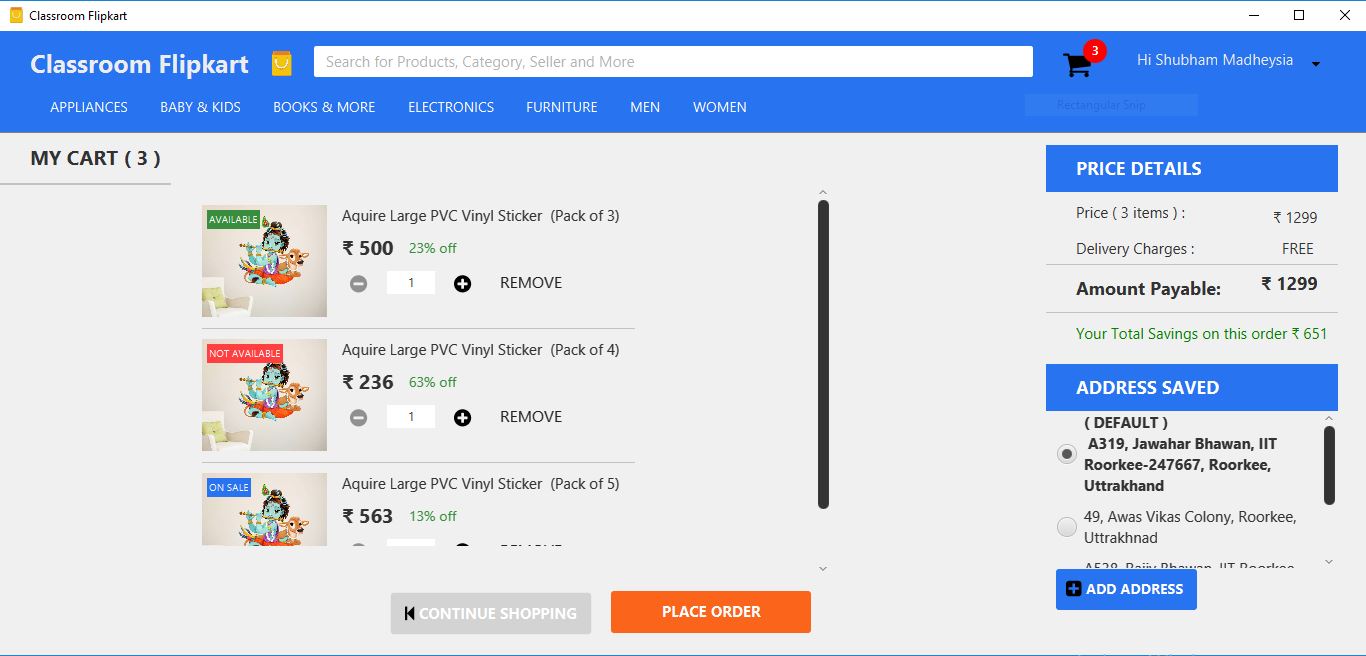 Classroom Flipkart
Classroom Flipkart
Search for Products, Category, Seller and More
3
Hi Shubham Madheysia
APPLIANCES BABY & KIDS BOOKS & MORE ELECTRONICS FURNITURE MEN WOMEN
Rectangular Snip
MY CART ( 3 )
AVAILABLE
Aquire Large PVC Vinyl Sticker (Pack of 3)
₹ 500 23% off
1 REMOVE
NOT AVAILABLE
Aquire Large PVC Vinyl Sticker (Pack of 4)
₹ 236 63% off
1 REMOVE
ON SALE
Aquire Large PVC Vinyl Sticker (Pack of 5)
₹ 563 13% off
CONTINUE SHOPPING
PLACE ORDER
PRICE DETAILS
Price ( 3 items ) : ₹ 1299
Delivery Charges : FREE
Amount Payable: ₹ 1299
Your Total Savings on this order ₹ 651
ADDRESS SAVED
( DEFAULT )
A319, Jawahar Bhawan, IIT
Roorkee-247667, Roorkee,
Uttrakhand
49, Awas Vikas Colony, Roorkee,
Uttrakhnad
ADD ADDRESS